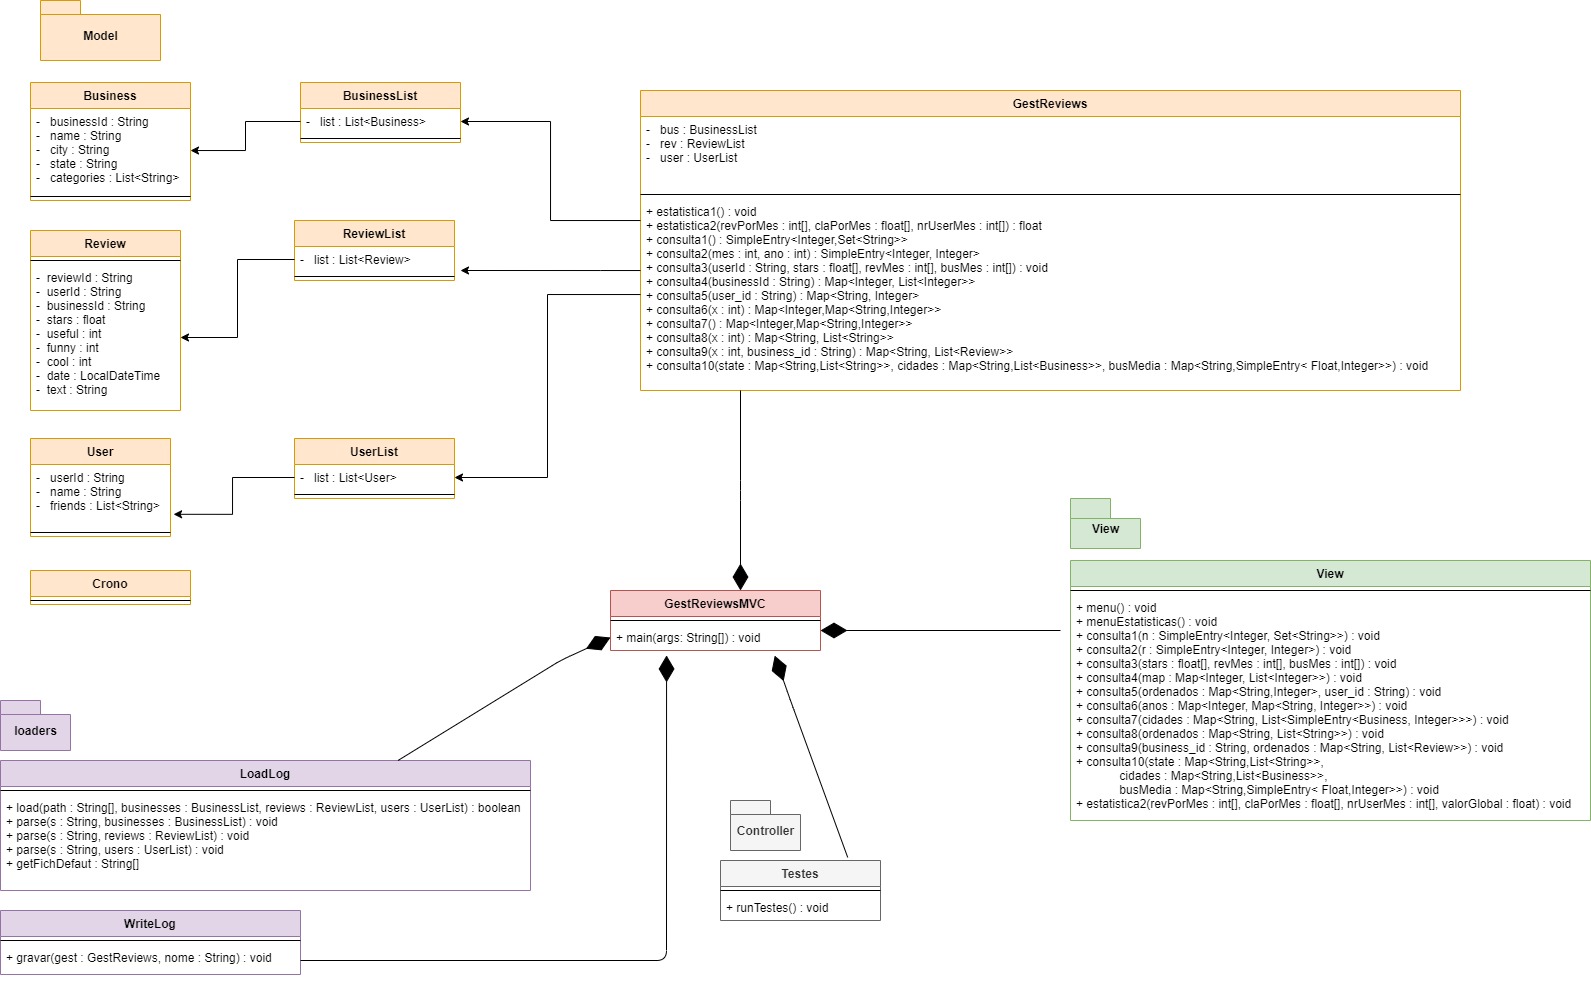 Model
Business
- businessId : String
- name : String
- city : String
- state : String
- categories : List<String>
BusinessList
- list : List<Business>
GestReviews
- bus : BusinessList
- rev : ReviewList
- user : UserList
+ estatistica1() : void
+ estatistica2(revPorMes : int[], claPorMes : float[], nrUserMes : int[]) : float
+ consulta1() : SimpleEntry<Integer,Set<String>>
+ consulta2(mes : int, ano : int) : SimpleEntry<Integer, Integer>
+ consulta3(userId : String, stars : float[], revMes : int[], busMes : int[]) : void
+ consulta4(businessId : String) : Map<Integer, List<Integer>>
+ consulta5(user_id : String) : Map<String, Integer>
+ consulta6(x : int) : Map<Integer,Map<String,Integer>>
+ consulta7() : Map<Integer,Map<String,Integer>>
+ consulta8(x : int) : Map<String, List<String>>
+ consulta9(x : int, business_id : String) : Map<String, List<Review>>
+ consulta10(state : Map<String,List<String>>, cidades : Map<String,List<Business>>, busMedia : Map<String,SimpleEntry< Float,Integer>>) : void
Review
- reviewId : String
- userId : String
- businessId : String
- stars : float
- useful : int
- funny : int
- cool : int
- date : LocalDateTime
- text : String
ReviewList
- list : List<Review>
User
- userId : String
- name : String
- friends : List<String>
UserList
- list : List<User>
Crono
GestReviewsMVC
+ main(args: String[]) : void
View
View
+ menu() : void
+ menuEstatisticas() : void
+ consulta1(n : SimpleEntry<Integer, Set<String>>) : void
+ consulta2(r : SimpleEntry<Integer, Integer>) : void
+ consulta3(stars : float[], revMes : int[], busMes : int[]) : void
+ consulta4(map : Map<Integer, List<Integer>>) : void
+ consulta5(ordenados : Map<String,Integer>, user_id : String) : void
+ consulta6(anos : Map<Integer, Map<String, Integer>>) : void
+ consulta7(cidades : Map<String, List<SimpleEntry<Business, Integer>>>) : void
+ consulta8(ordenados : Map<String, List<String>>) : void
+ consulta9(business_id : String, ordenados : Map<String, List<Review>>) : void
+ consulta10(state : Map<String,List<String>>,
cidades : Map<String,List<Business>>,
busMedia : Map<String,SimpleEntry< Float,Integer>>) : void
+ estatistica2(revPorMes : int[], claPorMes : float[], nrUserMes : int[], valorGlobal : float) : void
loaders
LoadLog
+ load(path : String[], businesses : BusinessList, reviews : ReviewList, users : UserList) : boolean
+ parse(s : String, businesses : BusinessList) : void
+ parse(s : String, reviews : ReviewList) : void
+ parse(s : String, users : UserList) : void
+ getFichDefaut : String[]
WriteLog
+ gravar(gest : GestReviews, nome : String) : void
Controller
Testes
+ runTestes() : void